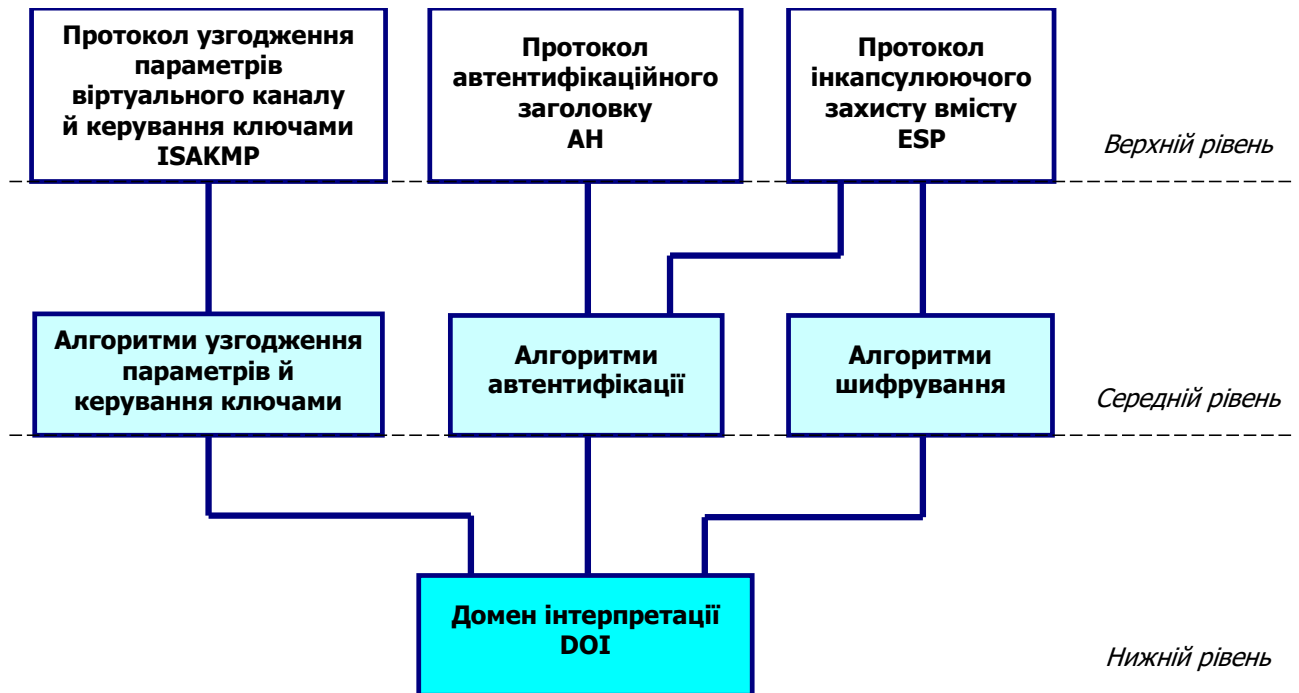 Протокол узгодження
параметрів
віртуального каналу
й керування ключами
ISAKMP
Протокол
автентифікаційного
заголовку
AH
Протокол
інкапсулюючого
захисту вмісту
ESP
Верхній рівень
Алгоритми узгодження
параметрів й
керування ключами
Алгоритми
автентифікації
Алгоритми
шифрування
Середній рівень
Домен інтерпретації
DOI
Нижній рівень